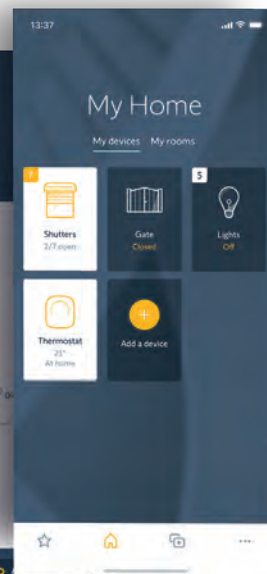 13:37
My Home
My devices My rooms
7
Shutters
2/7 open
Gate
Closed
5
Lights
Off
Thermostat
21°
At home
Add a device